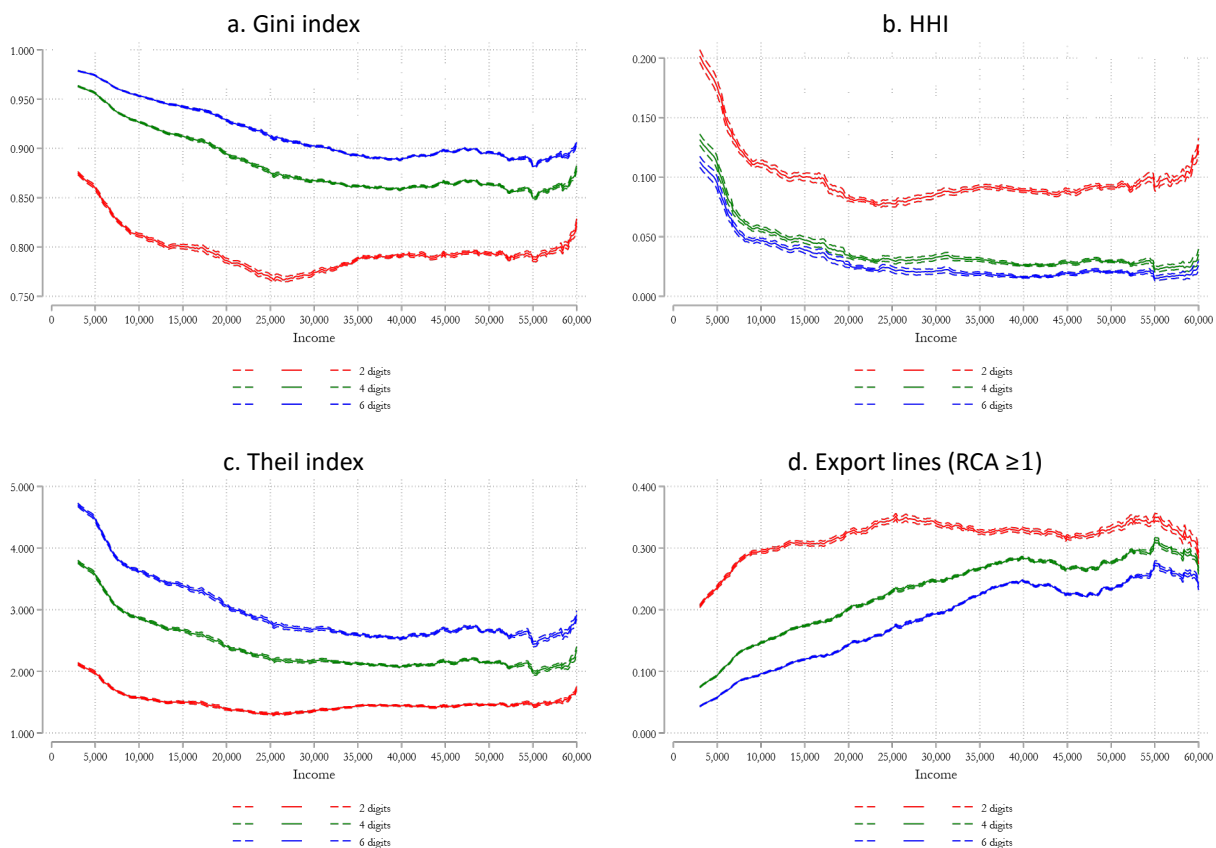 a. Gini index
1.000
0.950
0.900
0.850
0.800
0.750
0 5,000 10,000 15,000 20,000 25,000 30,000 35,000 40,000 45,000 50,000 55,000 60,000
Income
2 digits
4 digits
6 digits
b. HHI
0.200
0.150
0.100
0.050
0.000
0 5,000 10,000 15,000 20,000 25,000 30,000 35,000 40,000 45,000 50,000 55,000 60,000
Income
2 digits
4 digits
6 digits
c. Theil index
5.000
4.000
3.000
2.000
1.000
0 5,000 10,000 15,000 20,000 25,000 30,000 35,000 40,000 45,000 50,000 55,000 60,000
Income
2 digits
4 digits
6 digits
d. Export lines (RCA ≥1)
0.400
0.300
0.200
0.100
0.000
0 5,000 10,000 15,000 20,000 25,000 30,000 35,000 40,000 45,000 50,000 55,000 60,000
Income
2 digits
4 digits
6 digits